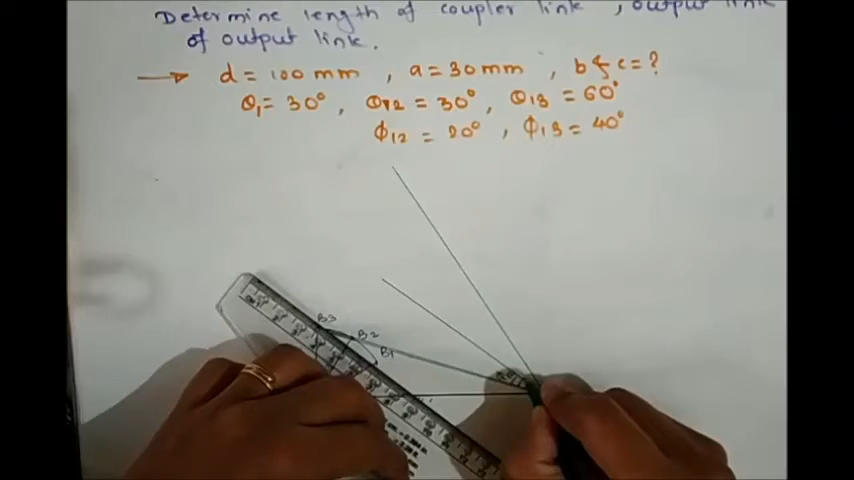 Determine length of coupler link , output link
of output link.
→ d = 100 mm , a = 30 mm , b & c = ?
θ1 = 30° , θ12 = 30° , θ13 = 60°
ϕ12 = 20° , ϕ13 = 40°
B3
B2
B1